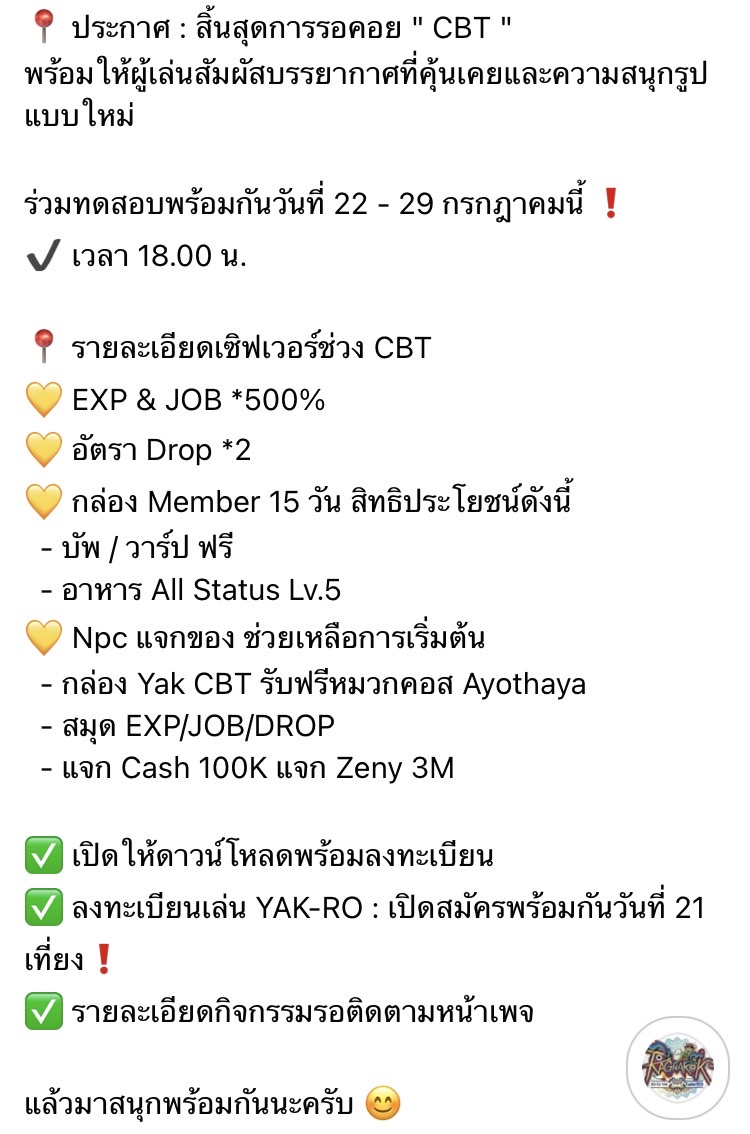 📍 ประกาศ : สิ้นสุดการรอคอย " CBT "
พร้อมให้ผู้เล่นสัมผัสบรรยากาศที่คุ้นเคยและความสนุกรูป
แบบใหม่
ร่วมทดสอบพร้อมกันวันที่ 22 - 29 กรกฎาคมนี้ ❗
✔️ เวลา 18.00 น.
📍 รายละเอียดเซิฟเวอร์ช่วง CBT
💛 EXP & JOB *500%
💛 อัตรา Drop *2
💛 กล่อง Member 15 วัน สิทธิประโยชน์ดังนี้
- บัพ / วาร์ป ฟรี
- อาหาร All Status Lv.5
💛 Npc แจกของ ช่วยเหลือการเริ่มต้น
- กล่อง Yak CBT รับฟรีหมวกคอส Ayothaya
- สมุด EXP/JOB/DROP
- แจก Cash 100K แจก Zeny 3M
✅ เปิดให้ดาวน์โหลดพร้อมลงทะเบียน
✅ ลงทะเบียนเล่น YAK-RO : เปิดสมัครพร้อมกันวันที่ 21
เที่ยง❗
✅ รายละเอียดกิจกรรมรอติดตามหน้าเพจ
RAGNAROK
แล้วมาสนุกพร้อมกันนะครับ 😊